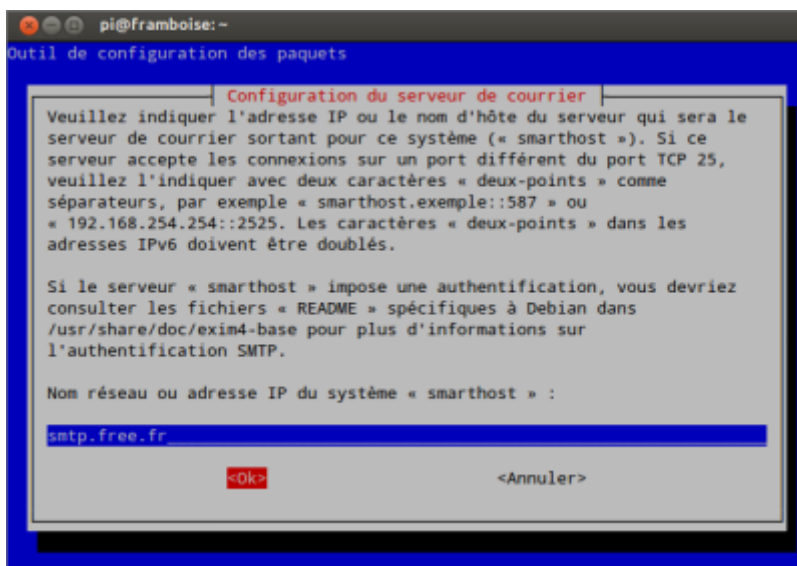 pi@framboise: ~
Outil de configuration des paquets
Configuration du serveur de courrier
Veuillez indiquer l'adresse IP ou le nom d'hôte du serveur qui sera le
serveur de courrier sortant pour ce système (« smarthost »). Si ce
serveur accepte les connexions sur un port différent du port TCP 25,
veuillez l'indiquer avec deux caractères « deux-points » comme
séparateurs, par exemple « smarthost.exemple::587 » ou
« 192.168.254.254::2525. Les caractères « deux-points » dans les
adresses IPv6 doivent être doublés.
Si le serveur « smarthost » impose une authentification, vous devriez
consulter les fichiers « README » spécifiques à Debian dans
/usr/share/doc/exim4-base pour plus d'informations sur
l'authentification SMTP.
Nom réseau ou adresse IP du système « smarthost » :
smtp.free.fr
<Ok> <Annuler>